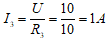 I₃ = U/R₃ = 10/10 = 1A